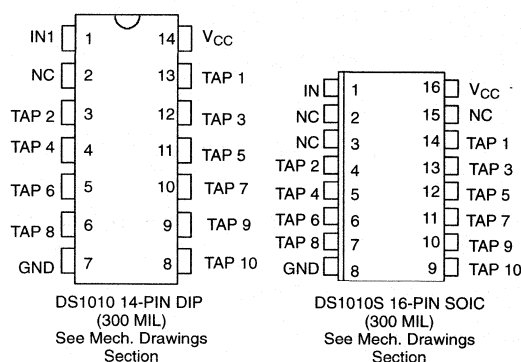 IN1 1 14 VCC
NC 2 13 TAP 1
TAP 2 3 12 TAP 3
TAP 4 4 11 TAP 5
TAP 6 5 10 TAP 7
TAP 8 6 9 TAP 9
GND 7 8 TAP 10
DS1010 14-PIN DIP
(300 MIL)
See Mech. Drawings
Section
IN 1 16 VCC
NC 2 15 NC
NC 3 14 TAP 1
TAP 2 4 13 TAP 3
TAP 4 5 12 TAP 5
TAP 6 6 11 TAP 7
TAP 8 7 10 TAP 9
GND 8 9 TAP 10
DS1010S 16-PIN SOIC
(300 MIL)
See Mech. Drawings
Section